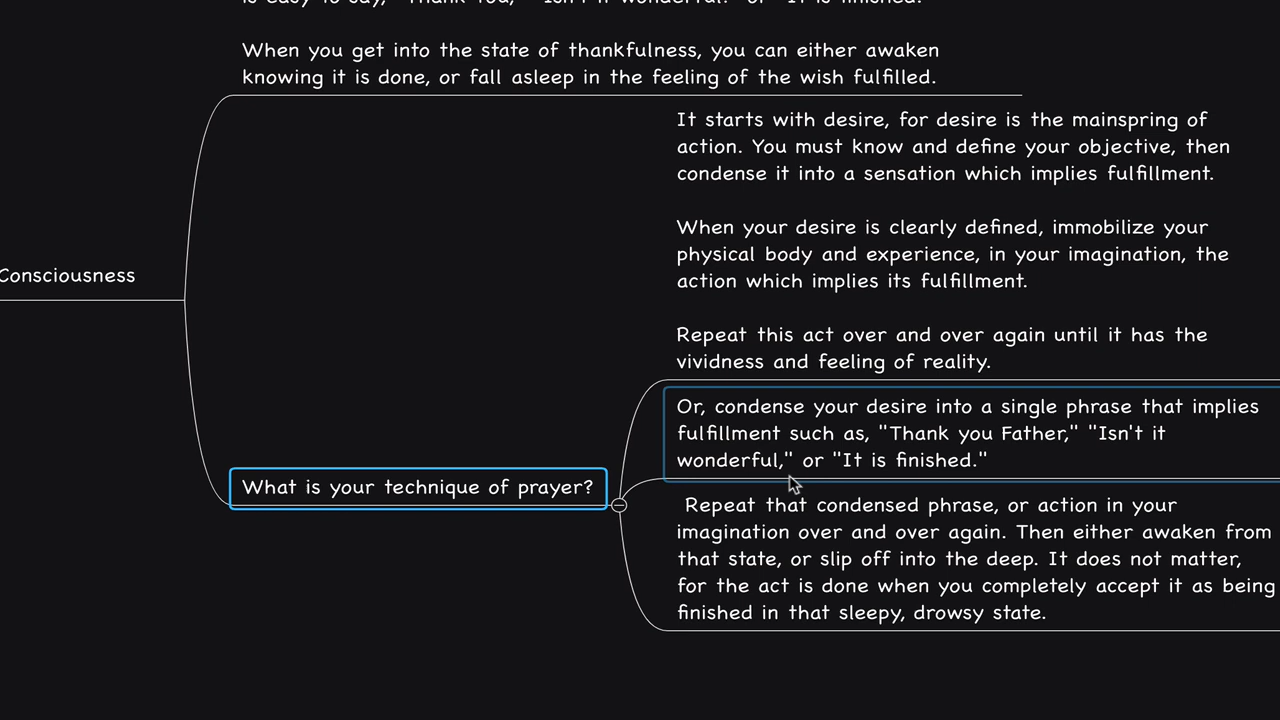 When you get into the state of thankfulness, you can either awaken
knowing it is done, or fall asleep in the feeling of the wish fulfilled.
It starts with desire, for desire is the mainspring of
action. You must know and define your objective, then
condense it into a sensation which implies fulfillment.
When your desire is clearly defined, immobilize your
physical body and experience, in your imagination, the
action which implies its fulfillment.
Consciousness
Repeat this act over and over again until it has the
vividness and feeling of reality.
Or, condense your desire into a single phrase that implies
fulfillment such as, "Thank you Father," "Isn't it
wonderful," or "It is finished."
What is your technique of prayer?
Repeat that condensed phrase, or action in your
imagination over and over again. Then either awaken from
that state, or slip off into the deep. It does not matter,
for the act is done when you completely accept it as being
finished in that sleepy, drowsy state.